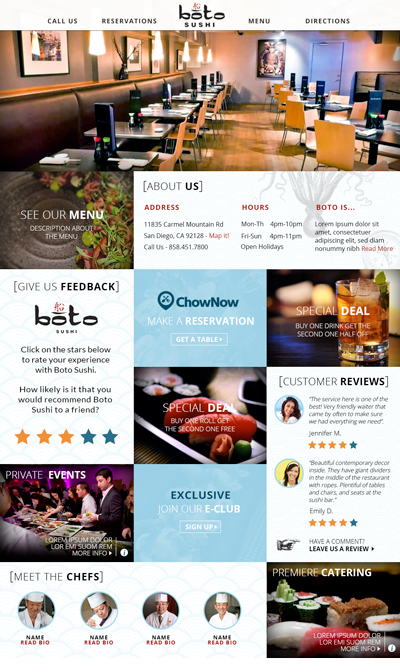 CALL US
RESERVATIONS
boto
SUSHI
MENU
DIRECTIONS
SEE OUR MENU
DESCRIPTION ABOUT
THE MENU
[ABOUT US]
ADDRESS
11835 Carmel Mountain Rd
San Diego, CA 92128 - Map it!
Call Us - 858.451.7800
HOURS
Mon-Th 4pm-10pm
Fri-Sun 4pm-11pm
Open Holidays
BOTO IS...
Lorem ipsum dolor sit
amet, consectetuer
adipiscing elit, sed diam
nonummy nibh Read More
[GIVE US FEEDBACK]
boto
SUSHI
Click on the stars below
to rate your experience
with Boto Sushi.
How likely is it that you
would recommend Boto
Sushi to a friend?
ChowNow
MAKE A RESERVATION
GET A TABLE
SPECIAL DEAL
BUY ONE DRINK GET THE
SECOND ONE HALF OFF
SPECIAL DEAL
BUY ONE ROLL GET
THE SECOND ONE FREE
[CUSTOMER REVIEWS]
"The service here is one of the
best! Very friendly waiter that
came by often to make sure
we had everything we need".
Jennifer M.
"Beautiful contemporary decor
inside. They have giant dividers
in the middle of the restaurant
with ropes. Plentiful of tables
and chairs, and seats at the
sushi bar."
Emily D.
HAVE A COMMENT?
LEAVE US A REVIEW
PRIVATE EVENTS
LOREM IPSUM DOLOR
LOR EMI SUOM REM
MORE INFO
i
EXCLUSIVE
JOIN OUR E-CLUB
SIGN UP
[MEET THE CHEFS]
NAME
READ BIO
NAME
READ BIO
NAME
READ BIO
NAME
READ BIO
PREMIERE CATERING
LOREM IPSUM DOLOR
LOR EMI SUOM REM
MORE INFO
i